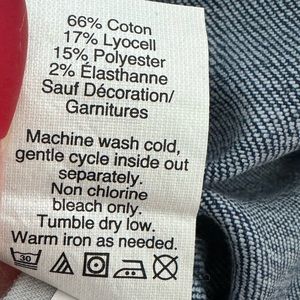 66% Coton
17% Lyocell
15% Polyester
2% Élasthanne
Sauf Décoration/
Garnitures
Machine wash cold,
gentle cycle inside out
separately.
Non chlorine
bleach only.
Tumble dry low.
Warm iron as needed.
30